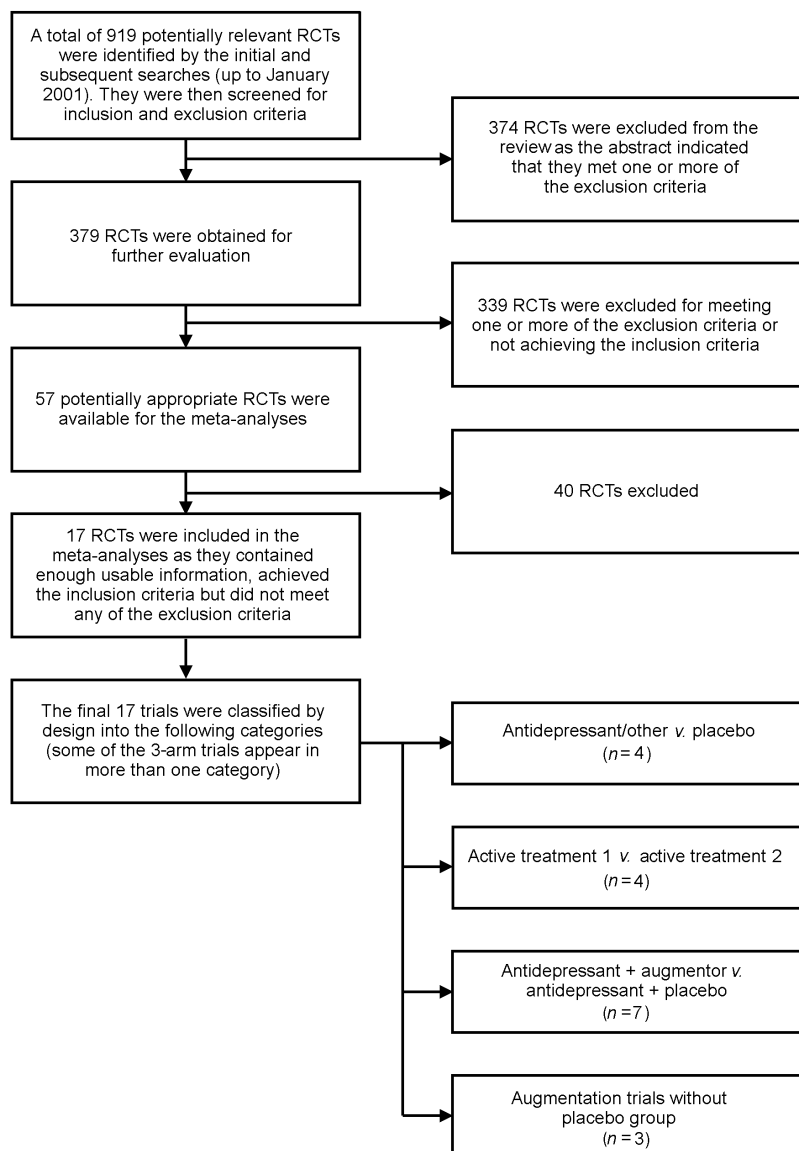 A total of 919 potentially relevant RCTs
were identified by the initial and
subsequent searches (up to January
2001). They were then screened for
inclusion and exclusion criteria
374 RCTs were excluded from the
review as the abstract indicated
that they met one or more of
the exclusion criteria
379 RCTs were obtained for
further evaluation
339 RCTs were excluded for meeting
one or more of the exclusion criteria or
not achieving the inclusion criteria
57 potentially appropriate RCTs were
available for the meta-analyses
40 RCTs excluded
17 RCTs were included in the
meta-analyses as they contained
enough usable information, achieved
the inclusion criteria but did not meet
any of the exclusion criteria
The final 17 trials were classified by
design into the following categories
(some of the 3-arm trials appear in
more than one category)
Antidepressant/other v. placebo
(n=4)
Active treatment 1 v. active treatment 2
(n=4)
Antidepressant + augmentor v.
antidepressant + placebo
(n=7)
Augmentation trials without
placebo group
(n=3)